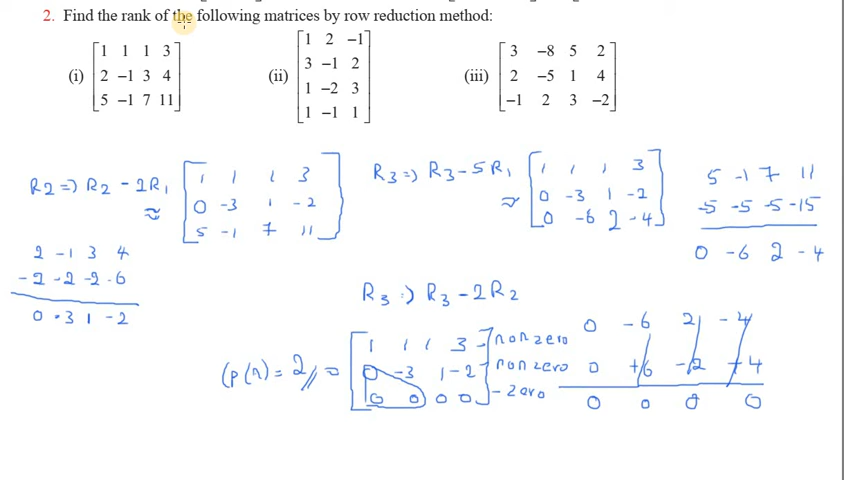 2. Find the rank of the following matrices by row reduction method:
(i) [1 1 1 3
2 −1 3 4
5 −1 7 11]
(ii) [1 2 −1
3 −1 2
1 −2 3
1 −1 1]
(iii) [3 −8 5 2
2 −5 1 4
−1 2 3 −2]
R2 => R2 - 2R1
≈ [1 1 1 3
0 -3 1 -2
5 -1 7 11]
2 -1 3 4
-2 -2 -2 -6
0 -3 1 -2
R3 => R3 - 5R1
≈ [1 1 1 3
0 -3 1 -2
0 -6 2 -4]
5 -1 7 11
-5 -5 -5 -15
0 -6 2 -4
R3 => R3 - 2R2
[1 1 1 3] - non zero
0 -3 1 -2 non zero
0 0 0 0 - zero
0 -6 2 -4
0 +6 -2 +4
0 0 0 0
(ρ(A) = 2 =